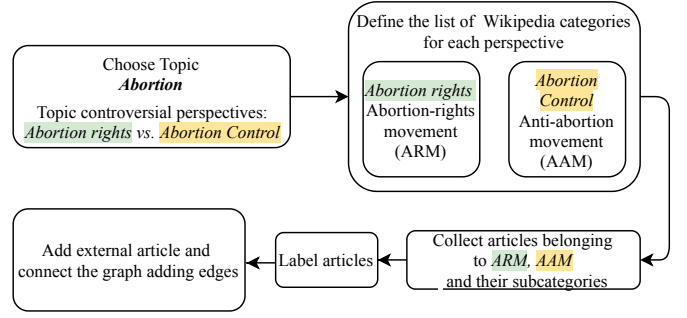 Choose Topic
Abortion
Topic controversial perspectives:
Abortion rights vs. Abortion Control
Define the list of Wikipedia categories
for each perspective
Abortion rights
Abortion-rights
movement
(ARM)
Abortion
Control
Anti-abortion
movement
(AAM)
Collect articles belonging
to ARM, AAM
and their subcategories
Label articles
Add external article and
connect the graph adding edges